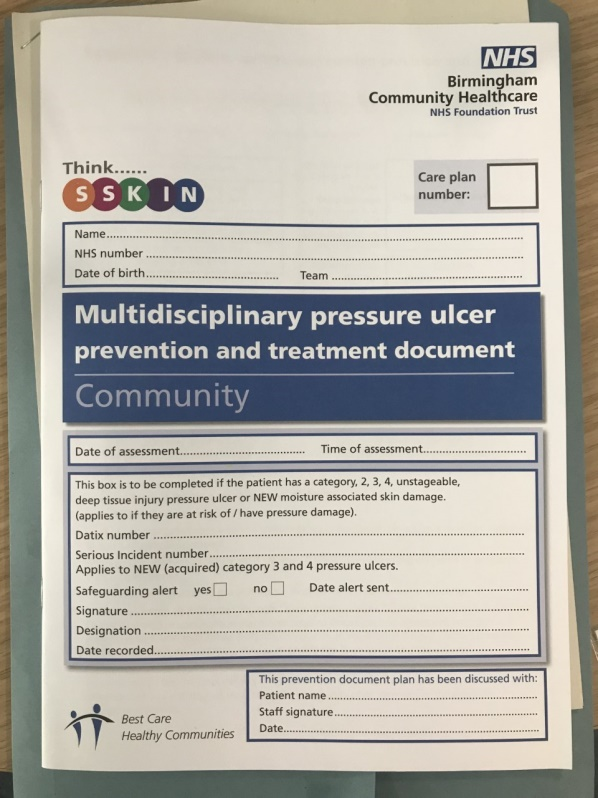 NHS
Birmingham
Community Healthcare
NHS Foundation Trust
Think......
SSKIN
Care plan
number:
Name
NHS number
Date of birth Team
Multidisciplinary pressure ulcer
prevention and treatment document
Community
Date of assessment Time of assessment
This box is to be completed if the patient has a category, 2, 3, 4, unstageable,
deep tissue injury pressure ulcer or NEW moisture associated skin damage.
(applies to if they are at risk of / have pressure damage).
Datix number
Serious Incident number
Applies to NEW (acquired) category 3 and 4 pressure ulcers.
Safeguarding alert yes no Date alert sent
Signature
Designation
Date recorded
This prevention document plan has been discussed with:
Patient name
Staff signature
Date
Best Care
Healthy Communities